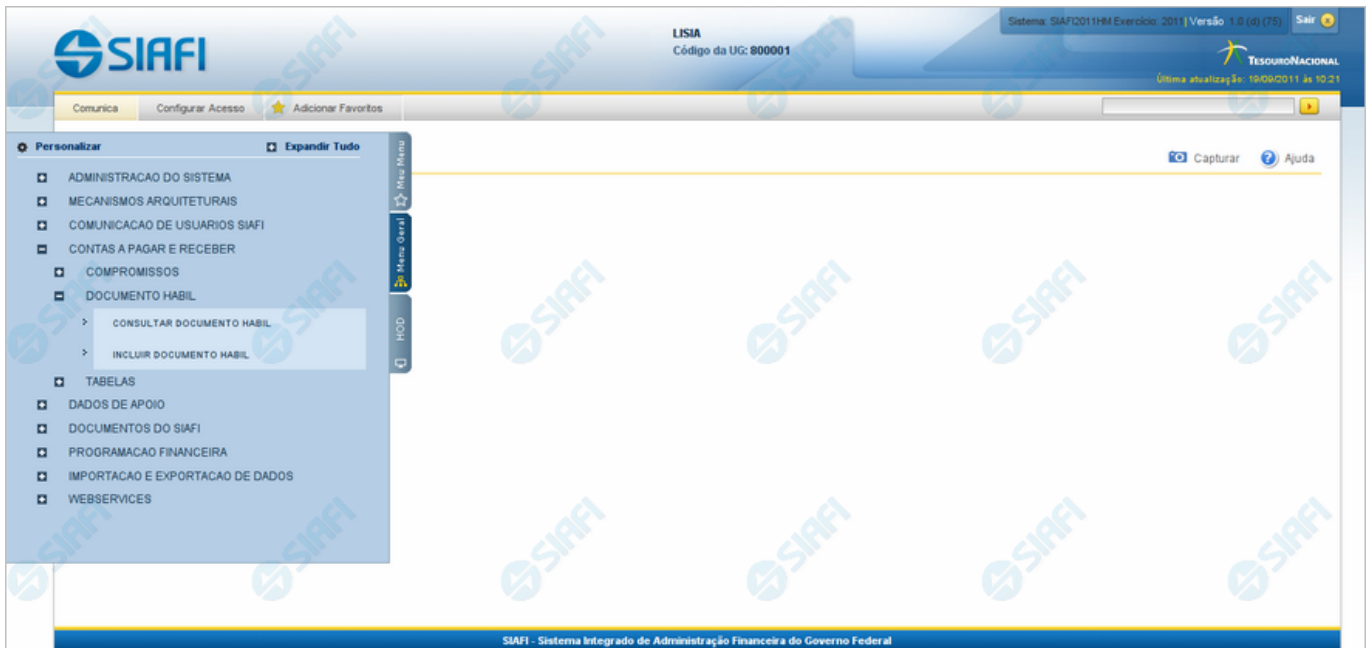 SIAFI
LISIA
Código da UG: 800001
Sistema: SIAFI2011HM Exercício: 2011| Versão 1.0 (d) (75) Sair
TESOURONACIONAL
Última atualização: 19/09/2011 às 10:21
Comunica Configurar Acesso Adicionar Favoritos
Personalizar Expandir Tudo
Meu Menu
Menu Geral
HOD
Capturar Ajuda
ADMINISTRACAO DO SISTEMA
MECANISMOS ARQUITETURAIS
COMUNICACAO DE USUARIOS SIAFI
CONTAS A PAGAR E RECEBER
COMPROMISSOS
DOCUMENTO HABIL
CONSULTAR DOCUMENTO HABIL
INCLUIR DOCUMENTO HABIL
TABELAS
DADOS DE APOIO
DOCUMENTOS DO SIAFI
PROGRAMACAO FINANCEIRA
IMPORTACAO E EXPORTACAO DE DADOS
WEBSERVICES
SIAFI - Sistema Integrado de Administração Financeira do Governo Federal